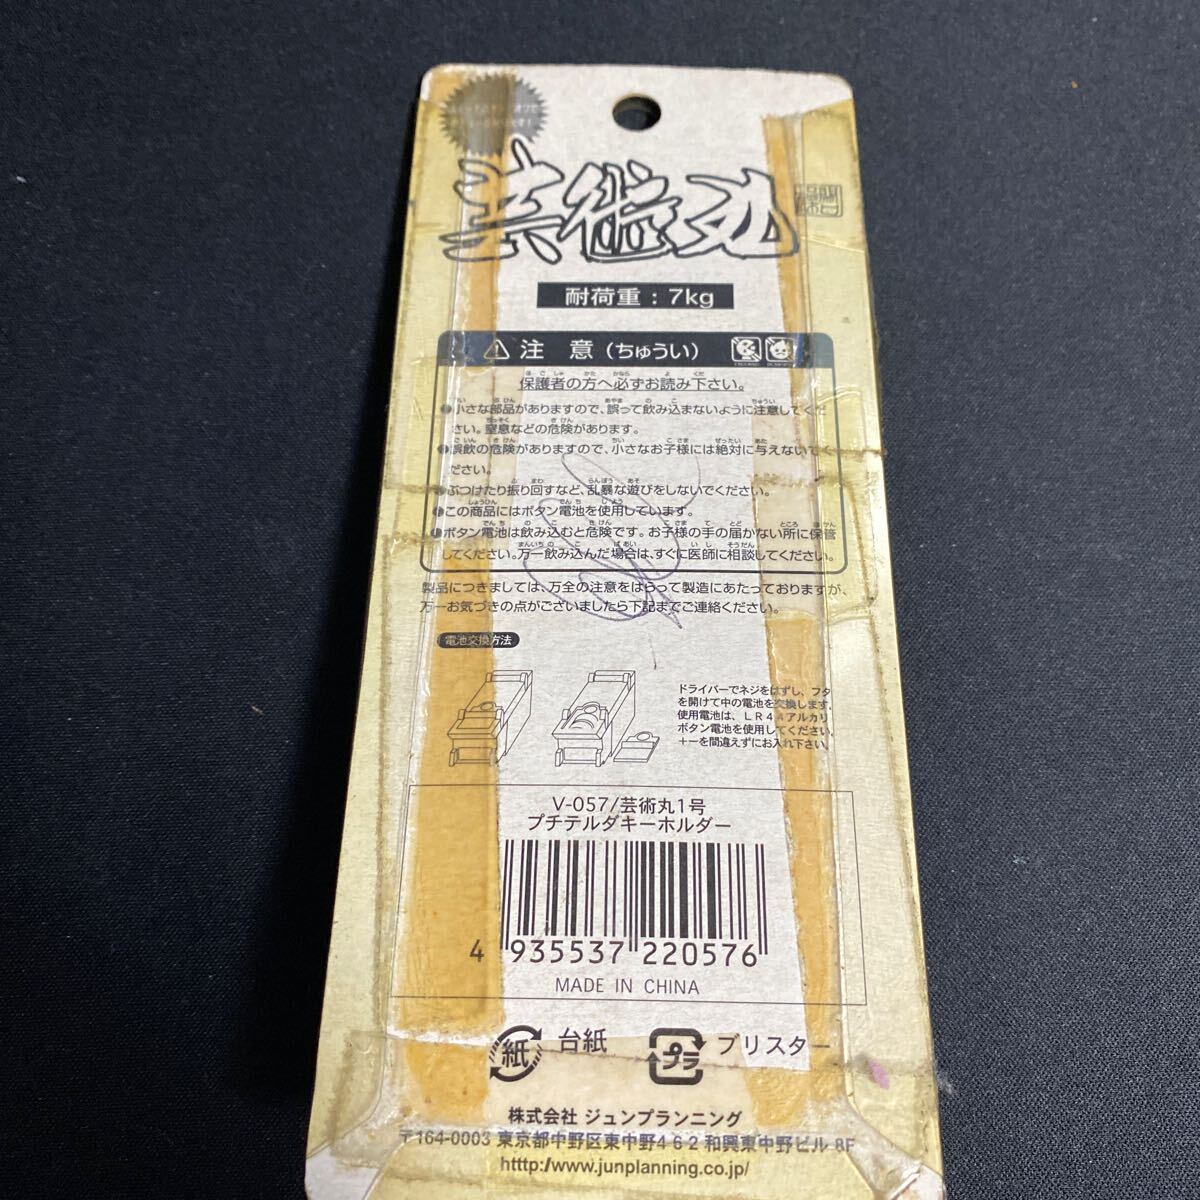 芸術丸
耐荷重：7kg
注 意（ちゅうい）
保護者の方へ必ずお読み下さい。
●小さな部品がありますので、誤って飲み込まないように注意してくだ
さい。窒息などの危険があります。
●誤飲の危険がありますので、小さなお子様には絶対に与えないでく
ださい。
●ぶつけたり振り回すなど、乱暴な遊びをしないでください。
●この商品にはボタン電池を使用しています。
●ボタン電池は飲み込むと危険です。お子様の手の届かない所に保管
してください。万一飲み込んだ場合は、すぐに医師に相談してください。
製品につきましては、万全の注意をはらって製造にあたっておりますが、
万一お気づきの点がございましたら下記までご連絡ください。
電池交換方法
ドライバーでネジをはずし、フタ
を開けて中の電池を交換します。
使用電池は、LR44アルカリ
ボタン電池を使用してください。
＋－を間違えずにお入れ下さい。
V-057/芸術丸1号
プチテルダキーホルダー
4 935537 220576
MADE IN CHINA
紙 台紙 プラ ブリスター
株式会社 ジュンプランニング
〒164-0003 東京都中野区東中野4 6 2 和興東中野ビル 8F
htttp://www.junplanning.co.jp/